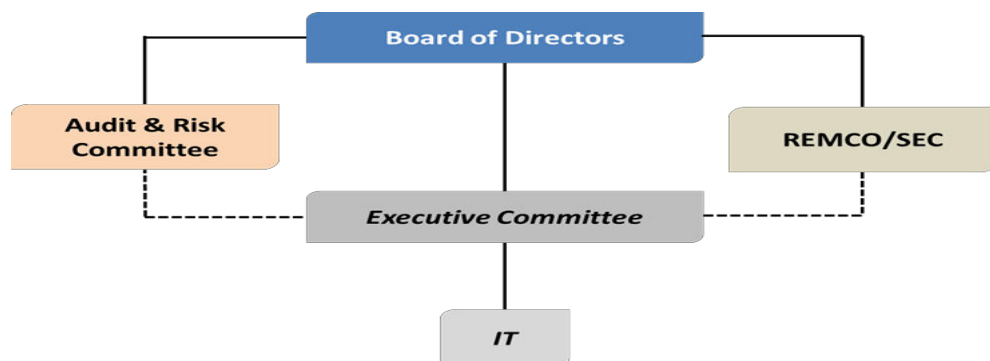 Board of Directors
Audit & Risk
Committee
REMCO/SEC
Executive Committee
IT